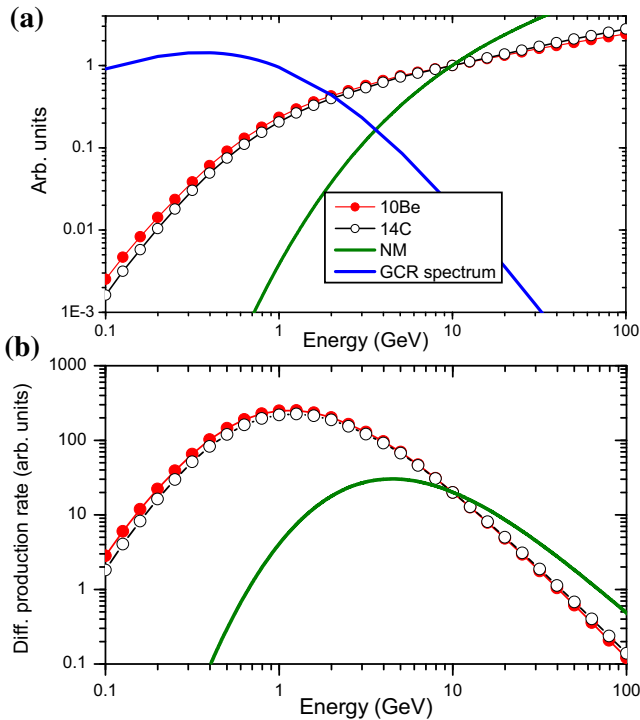 (a)
Arb. units
1
0.1
0.01
1E-3
10Be
14C
NM
GCR spectrum
0.1
1
10
100
Energy (GeV)
(b)
Diff. production rate (arb. units)
1000
100
10
1
0.1
0.1
1
10
100
Energy (GeV)